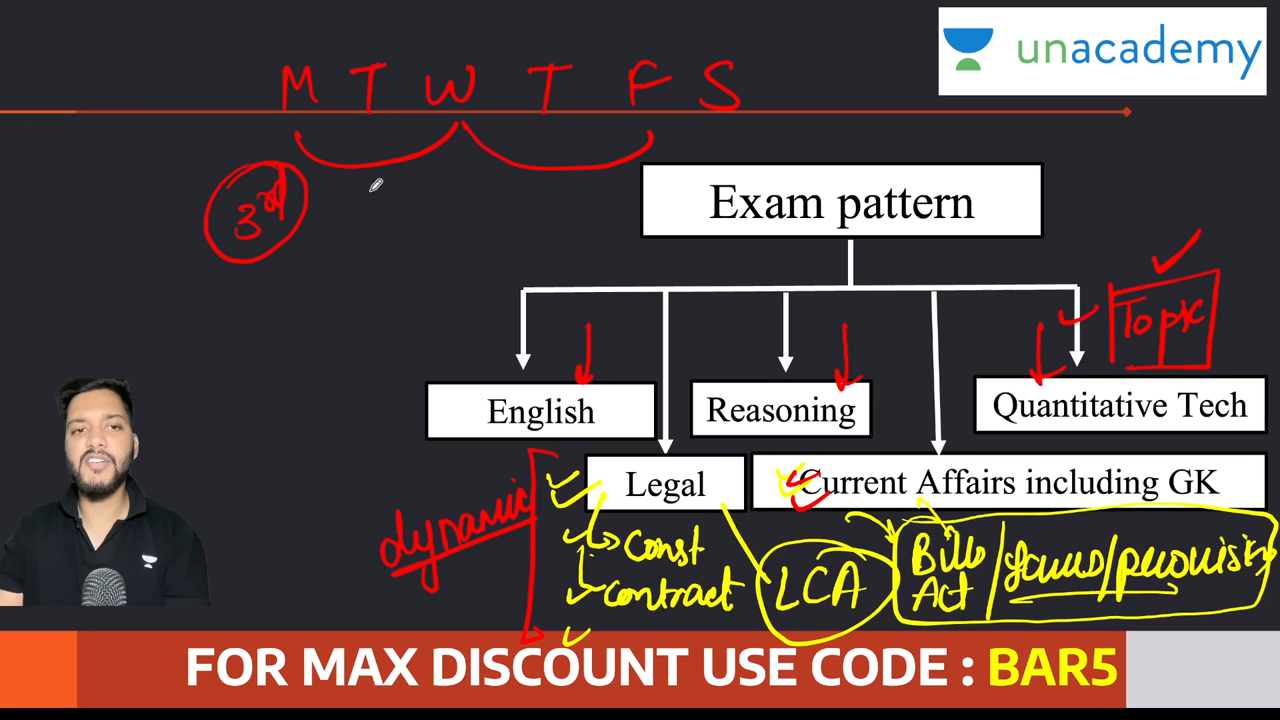 unacademy
M T W T F S
3rd
Exam pattern
Topic
English
Reasoning
Quantitative Tech
Legal
Current Affairs including GK
dynamic
Const
Contract
LCA
Bills
Act
FOR MAX DISCOUNT USE CODE : BAR5